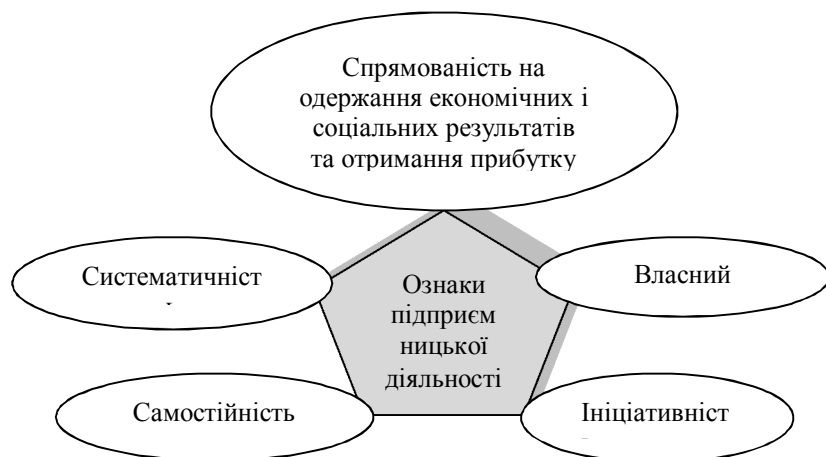 Спрямованість на
одержання економічних і
соціальних результатів
та отримання прибутку
Систематичніст
Власний
Ознаки
підприєм
ницької
діяльності
Самостійність
Ініціативніст